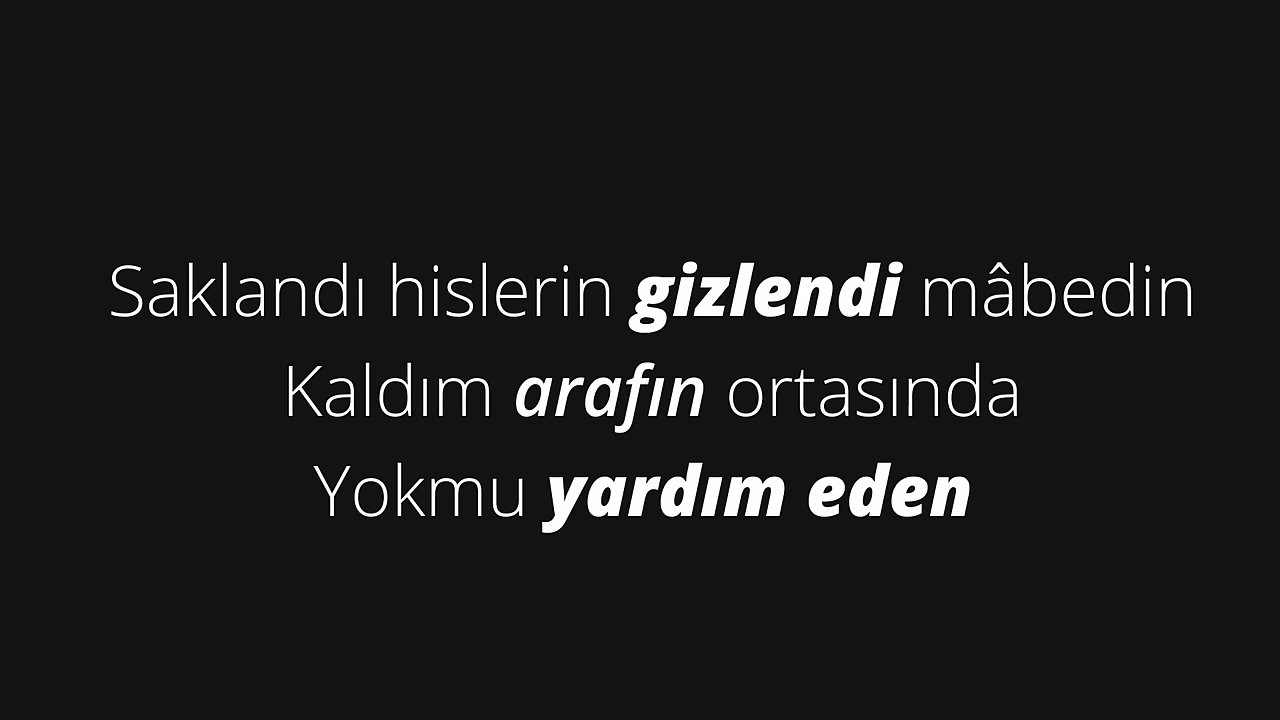 Saklandı hislerin gizlendi mâbedin
Kaldım arafın ortasında
Yokmu yardım eden